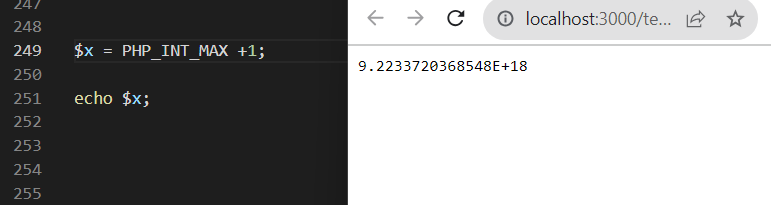 247
248
249 $x = PHP_INT_MAX +1;
250
251 echo $x;
252
253
254
255
localhost:3000/te...
9.2233720368548E+18